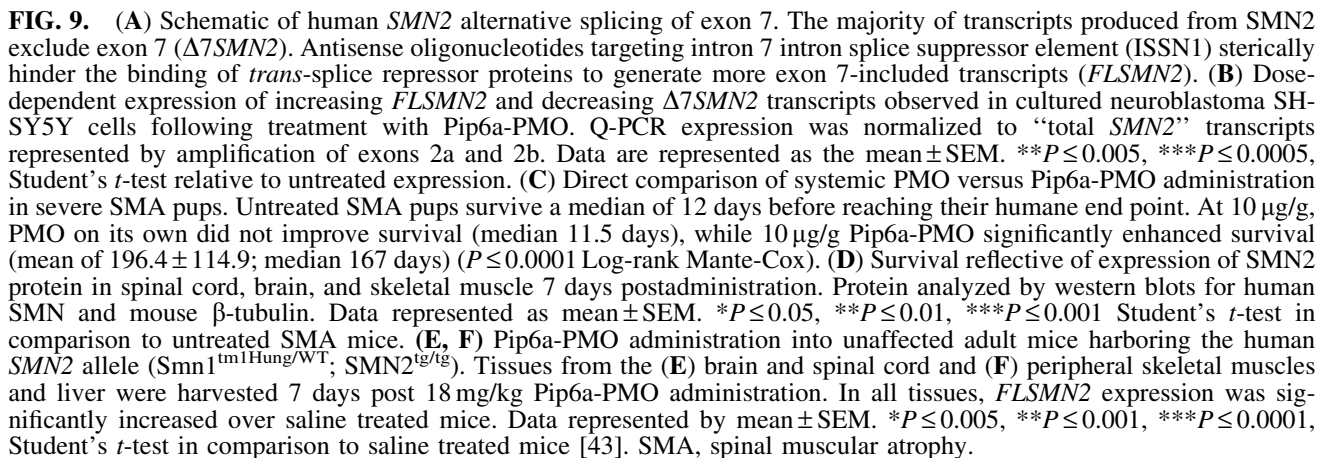 FIG. 9. (A) Schematic of human SMN2 alternative splicing of exon 7. The majority of transcripts produced from SMN2
exclude exon 7 (Δ7SMN2). Antisense oligonucleotides targeting intron 7 intron splice suppressor element (ISSN1) sterically
hinder the binding of trans-splice repressor proteins to generate more exon 7-included transcripts (FLSMN2). (B) Dose-
dependent expression of increasing FLSMN2 and decreasing Δ7SMN2 transcripts observed in cultured neuroblastoma SH-
SY5Y cells following treatment with Pip6a-PMO. Q-PCR expression was normalized to ‘‘total SMN2’’ transcripts
represented by amplification of exons 2a and 2b. Data are represented as the mean ± SEM. **P ≤ 0.005, ***P ≤ 0.0005,
Student's t-test relative to untreated expression. (C) Direct comparison of systemic PMO versus Pip6a-PMO administration
in severe SMA pups. Untreated SMA pups survive a median of 12 days before reaching their humane end point. At 10 μg/g,
PMO on its own did not improve survival (median 11.5 days), while 10 μg/g Pip6a-PMO significantly enhanced survival
(mean of 196.4 ± 114.9; median 167 days) (P ≤ 0.0001 Log-rank Mante-Cox). (D) Survival reflective of expression of SMN2
protein in spinal cord, brain, and skeletal muscle 7 days postadministration. Protein analyzed by western blots for human
SMN and mouse β-tubulin. Data represented as mean ± SEM. *P ≤ 0.05, **P ≤ 0.01, ***P ≤ 0.001 Student's t-test in
comparison to untreated SMA mice. (E, F) Pip6a-PMO administration into unaffected adult mice harboring the human
SMN2 allele (Smn1tm1Hung/WT; SMN2tg/tg). Tissues from the (E) brain and spinal cord and (F) peripheral skeletal muscles
and liver were harvested 7 days post 18 mg/kg Pip6a-PMO administration. In all tissues, FLSMN2 expression was sig-
nificantly increased over saline treated mice. Data represented by mean ± SEM. *P ≤ 0.005, **P ≤ 0.001, ***P ≤ 0.0001,
Student's t-test in comparison to saline treated mice [43]. SMA, spinal muscular atrophy.